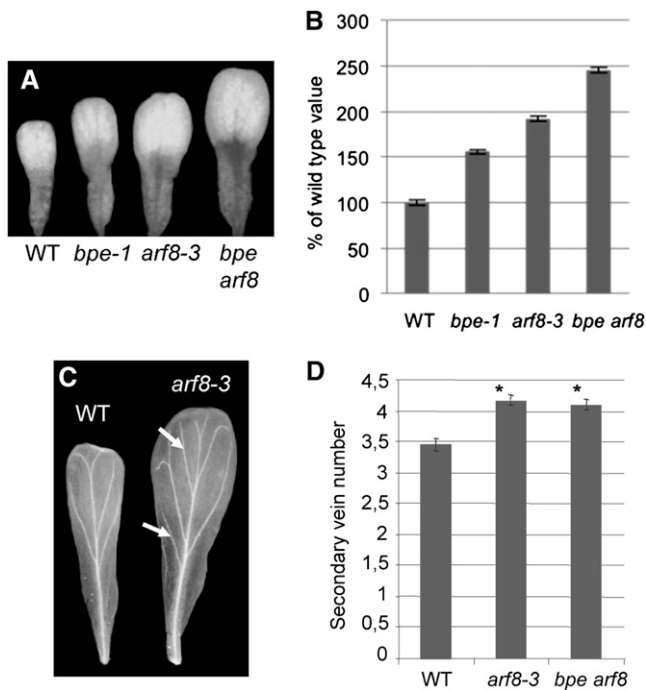 A
WT
bpe-1
arf8-3
bpe
arf8
B
% of wild type value
300
250
200
150
100
50
0
WT
bpe-1
arf8-3
bpe arf8
C
WT
arf8-3
D
Secondary vein number
4,5
4
3,5
3
2,5
2
1,5
1
0,5
0
*
*
WT
arf8-3
bpe arf8